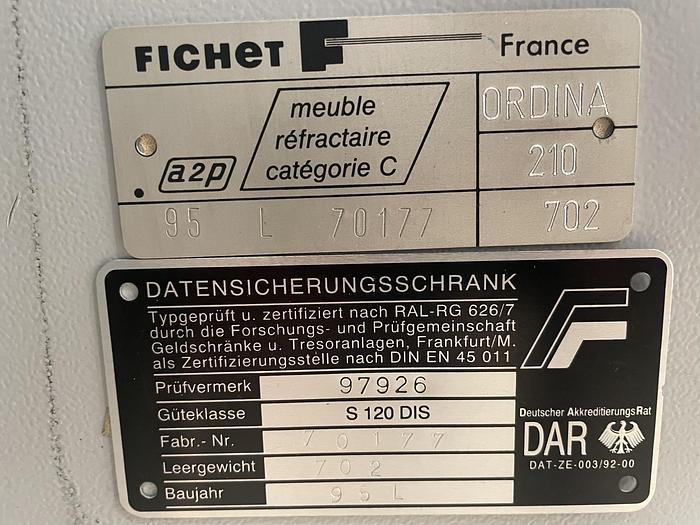 FICHET F France
meuble
réfractaire
catégorie C
a2p
ORDINA
210
95 L 70177
702
DATENSICHERUNGSSCHRANK
Typgeprüft u. zertifiziert nach RAL-RG 626/7
durch die Forschungs- und Prüfgemeinschaft
Geldschränke u. Tresoranlagen, Frankfurt/M.
als Zertifizierungsstelle nach DIN EN 45 011
Prüfvermerk 97926
Güteklasse S 120 DIS
Fabr.- Nr. 70177
Leergewicht 702
Baujahr 95 L
Deutscher AkkreditierungsRat
DAR
DAT-ZE-003/92-00